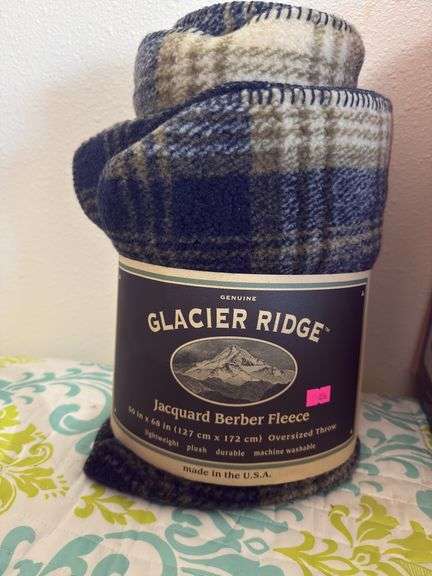 GENUINE
GLACIER RIDGE™
Jacquard Berber Fleece
50 in x 68 in (127 cm x 172 cm) Oversized Throw
lightweight plush durable machine washable
made in the U.S.A.